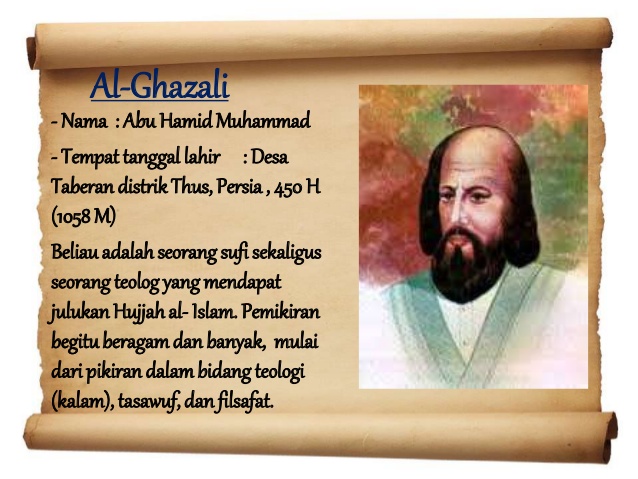 Al-Ghazali
- Nama : Abu Hamid Muhammad
- Tempat tanggal lahir : Desa
Taberan distrik Thus, Persia , 450 H
(1058 M)
Beliau adalah seorang sufi sekaligus
seorang teolog yang mendapat
julukan Hujjah al- Islam. Pemikiran
begitu beragam dan banyak, mulai
dari pikiran dalam bidang teologi
(kalam), tasawuf, dan filsafat.